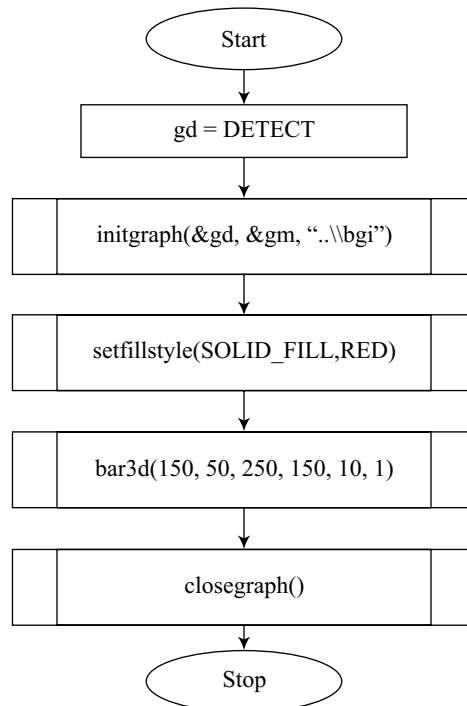 Start
gd = DETECT
initgraph(&gd, &gm, “..\\bgi”)
setfillstyle(SOLID_FILL,RED)
bar3d(150, 50, 250, 150, 10, 1)
closegraph()
Stop